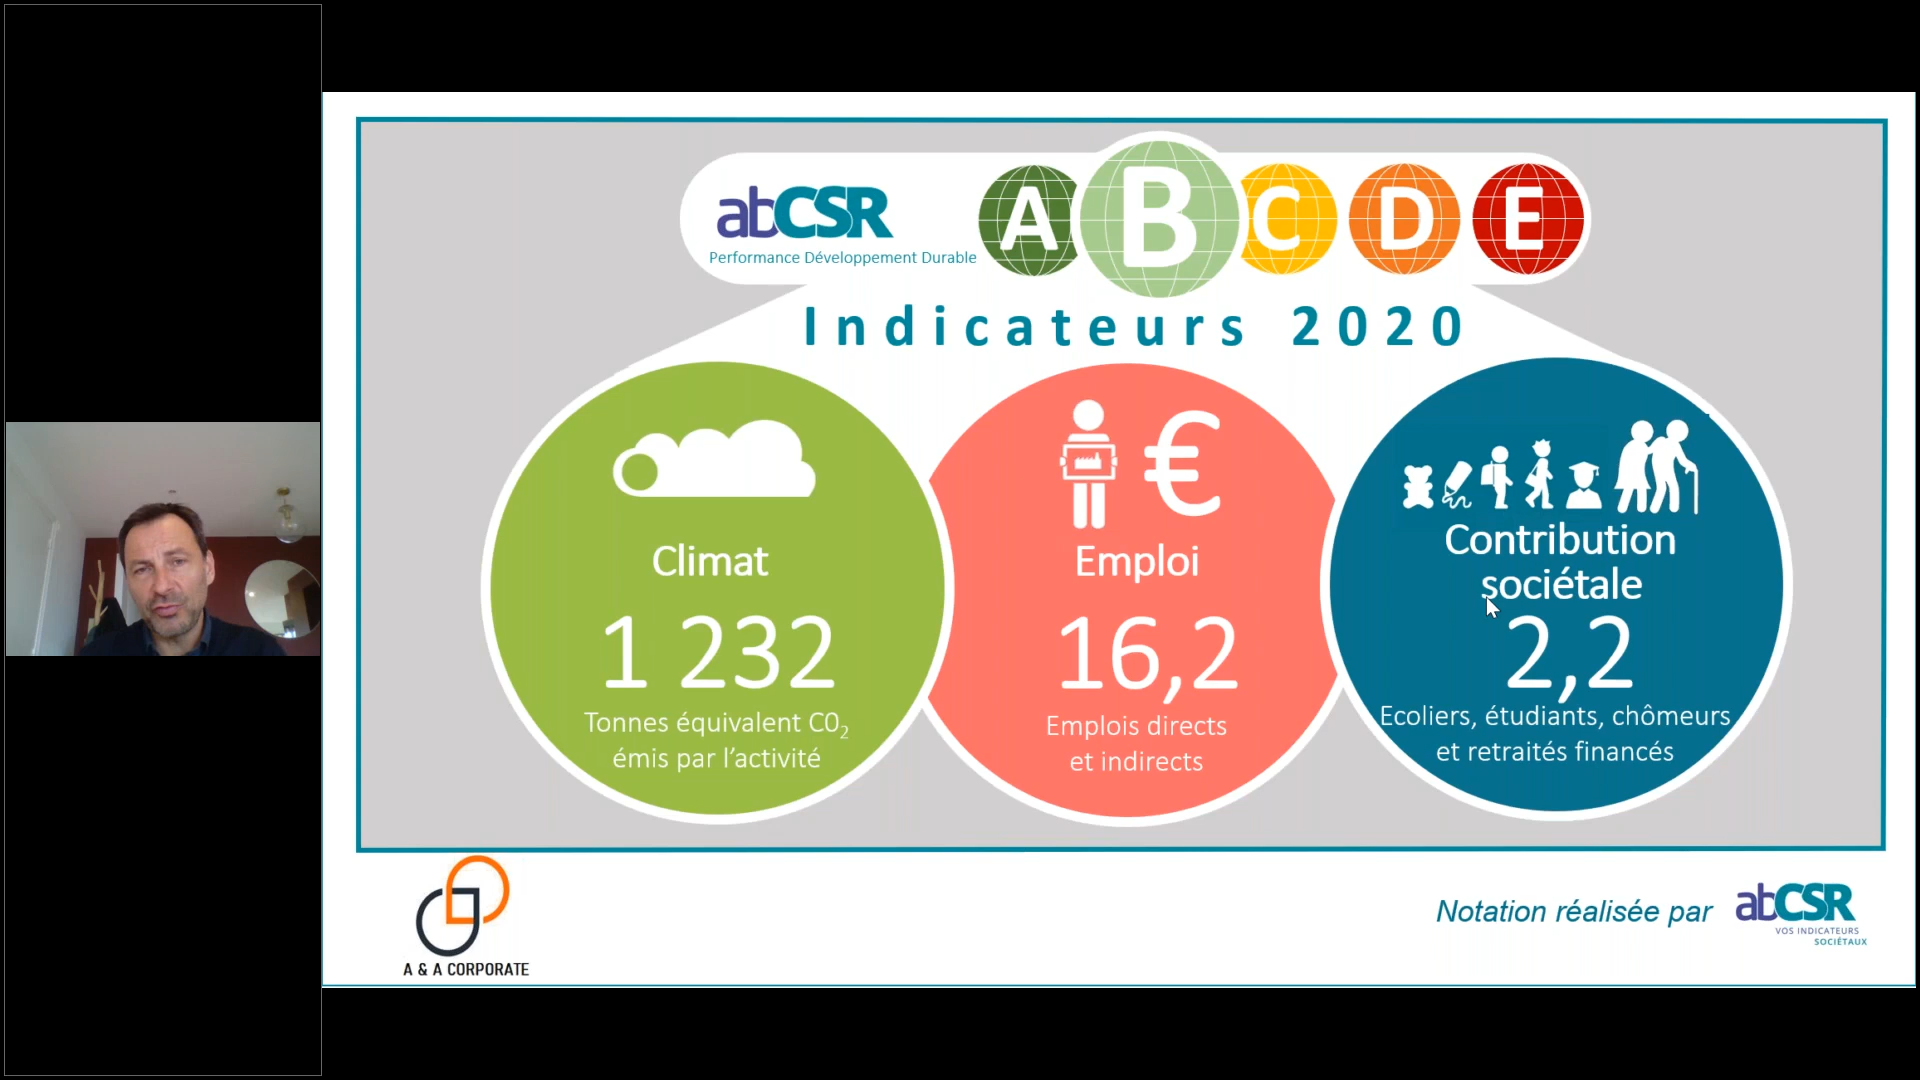 abCSR
Performance Développement Durable
A B C D E
Indicateurs 2020
Climat
1 232
Tonnes équivalent C0₂
émis par l’activité
€
Emploi
16,2
Emplois directs
et indirects
Contribution
sociétale
2,2
Ecoliers, étudiants, chômeurs
et retraités financés
A & A CORPORATE
Notation réalisée par
abCSR
VOS INDICATEURS
SOCIÉTAUX